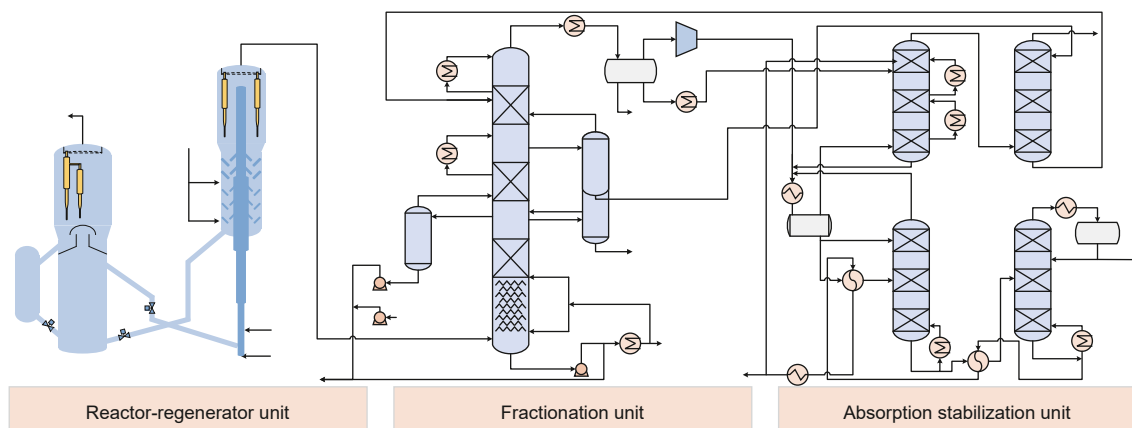 Reactor-regenerator unit
Fractionation unit
Absorption stabilization unit